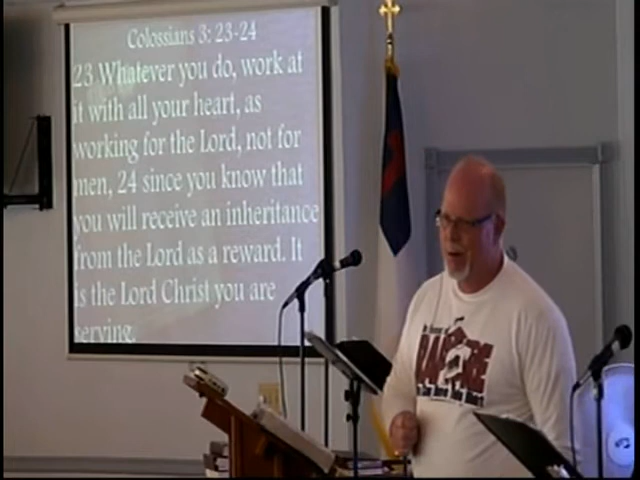 Colossians 3: 23-24
23 Whatever you do, work at
it with all your heart, as
working for the Lord, not for
men, 24 since you know that
you will receive an inheritance
from the Lord as a reward. It
is the Lord Christ you are
serving.